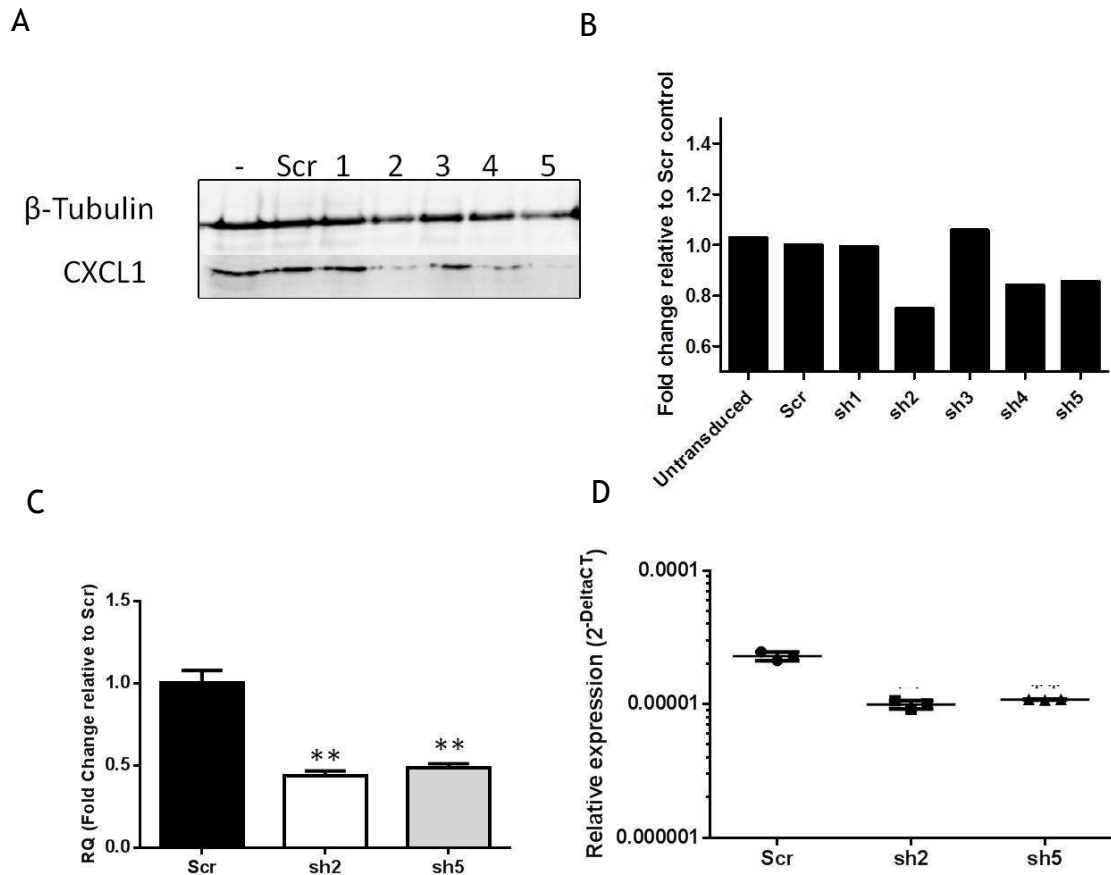 A
- Scr 1 2 3 4 5
β-Tubulin
CXCL1
B
Fold change relative to Scr control
1.4
1.2
1.0
0.8
0.6
Untransduced
Scr
sh1
sh2
sh3
sh4
sh5
C
RQ (Fold Change relative to Scr)
1.5
1.0
0.5
0.0
**
**
Scr
sh2
sh5
D
Relative expression (2^-DeltaCT)
0.0001
0.00001
0.000001
Scr
sh2
sh5